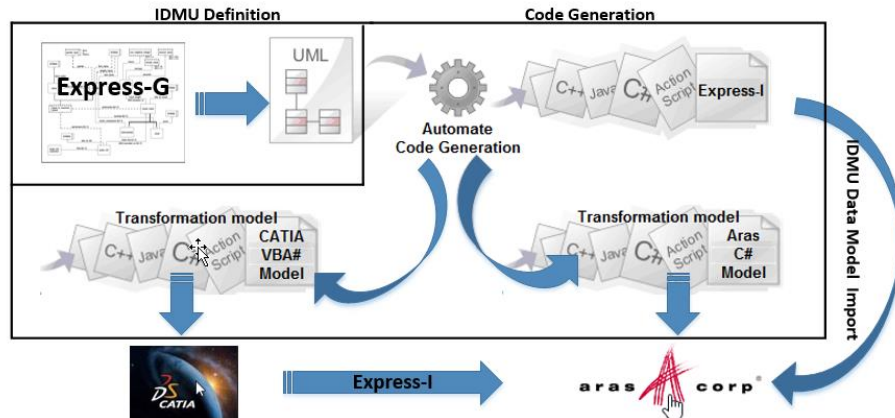 IDMU Definition
Code Generation
Express-G
UML
C++
Java
C#
Action
Script
Express-I
Automate
Code Generation
IDMU Data Model Import
Transformation model
C++
Java
C#
Action
Script
CATIA
VBA#
Model
Transformation model
C++
Java
C#
Action
Script
Aras
C#
Model
DS
CATIA
Express-I
aras corp®